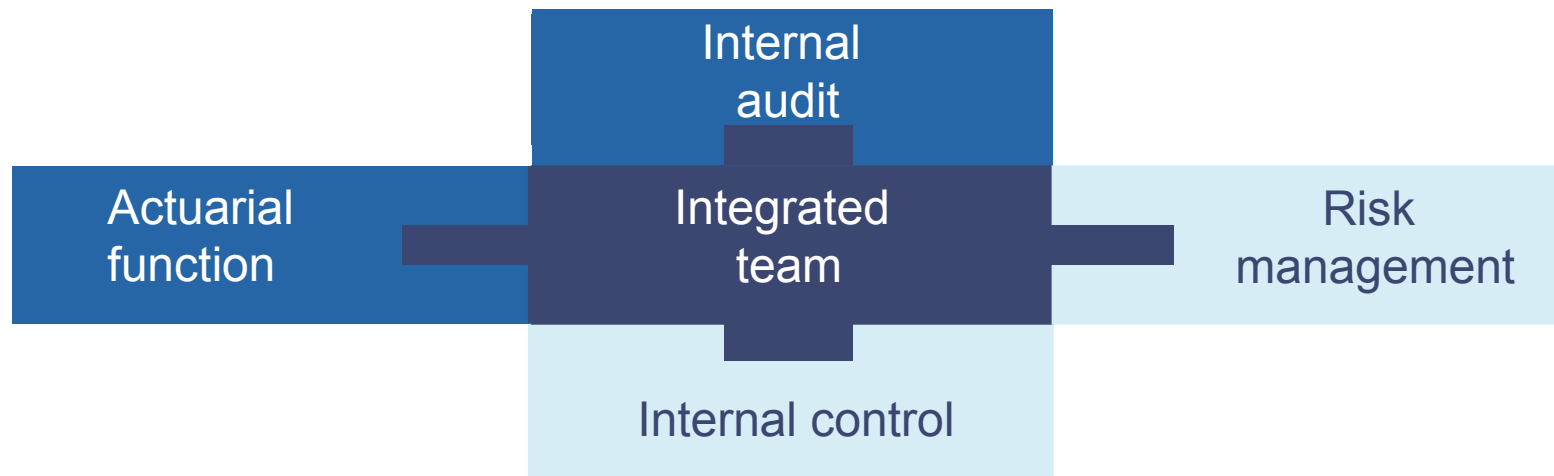 Internal
audit
Actuarial
function
Integrated
team
Risk
management
Internal control